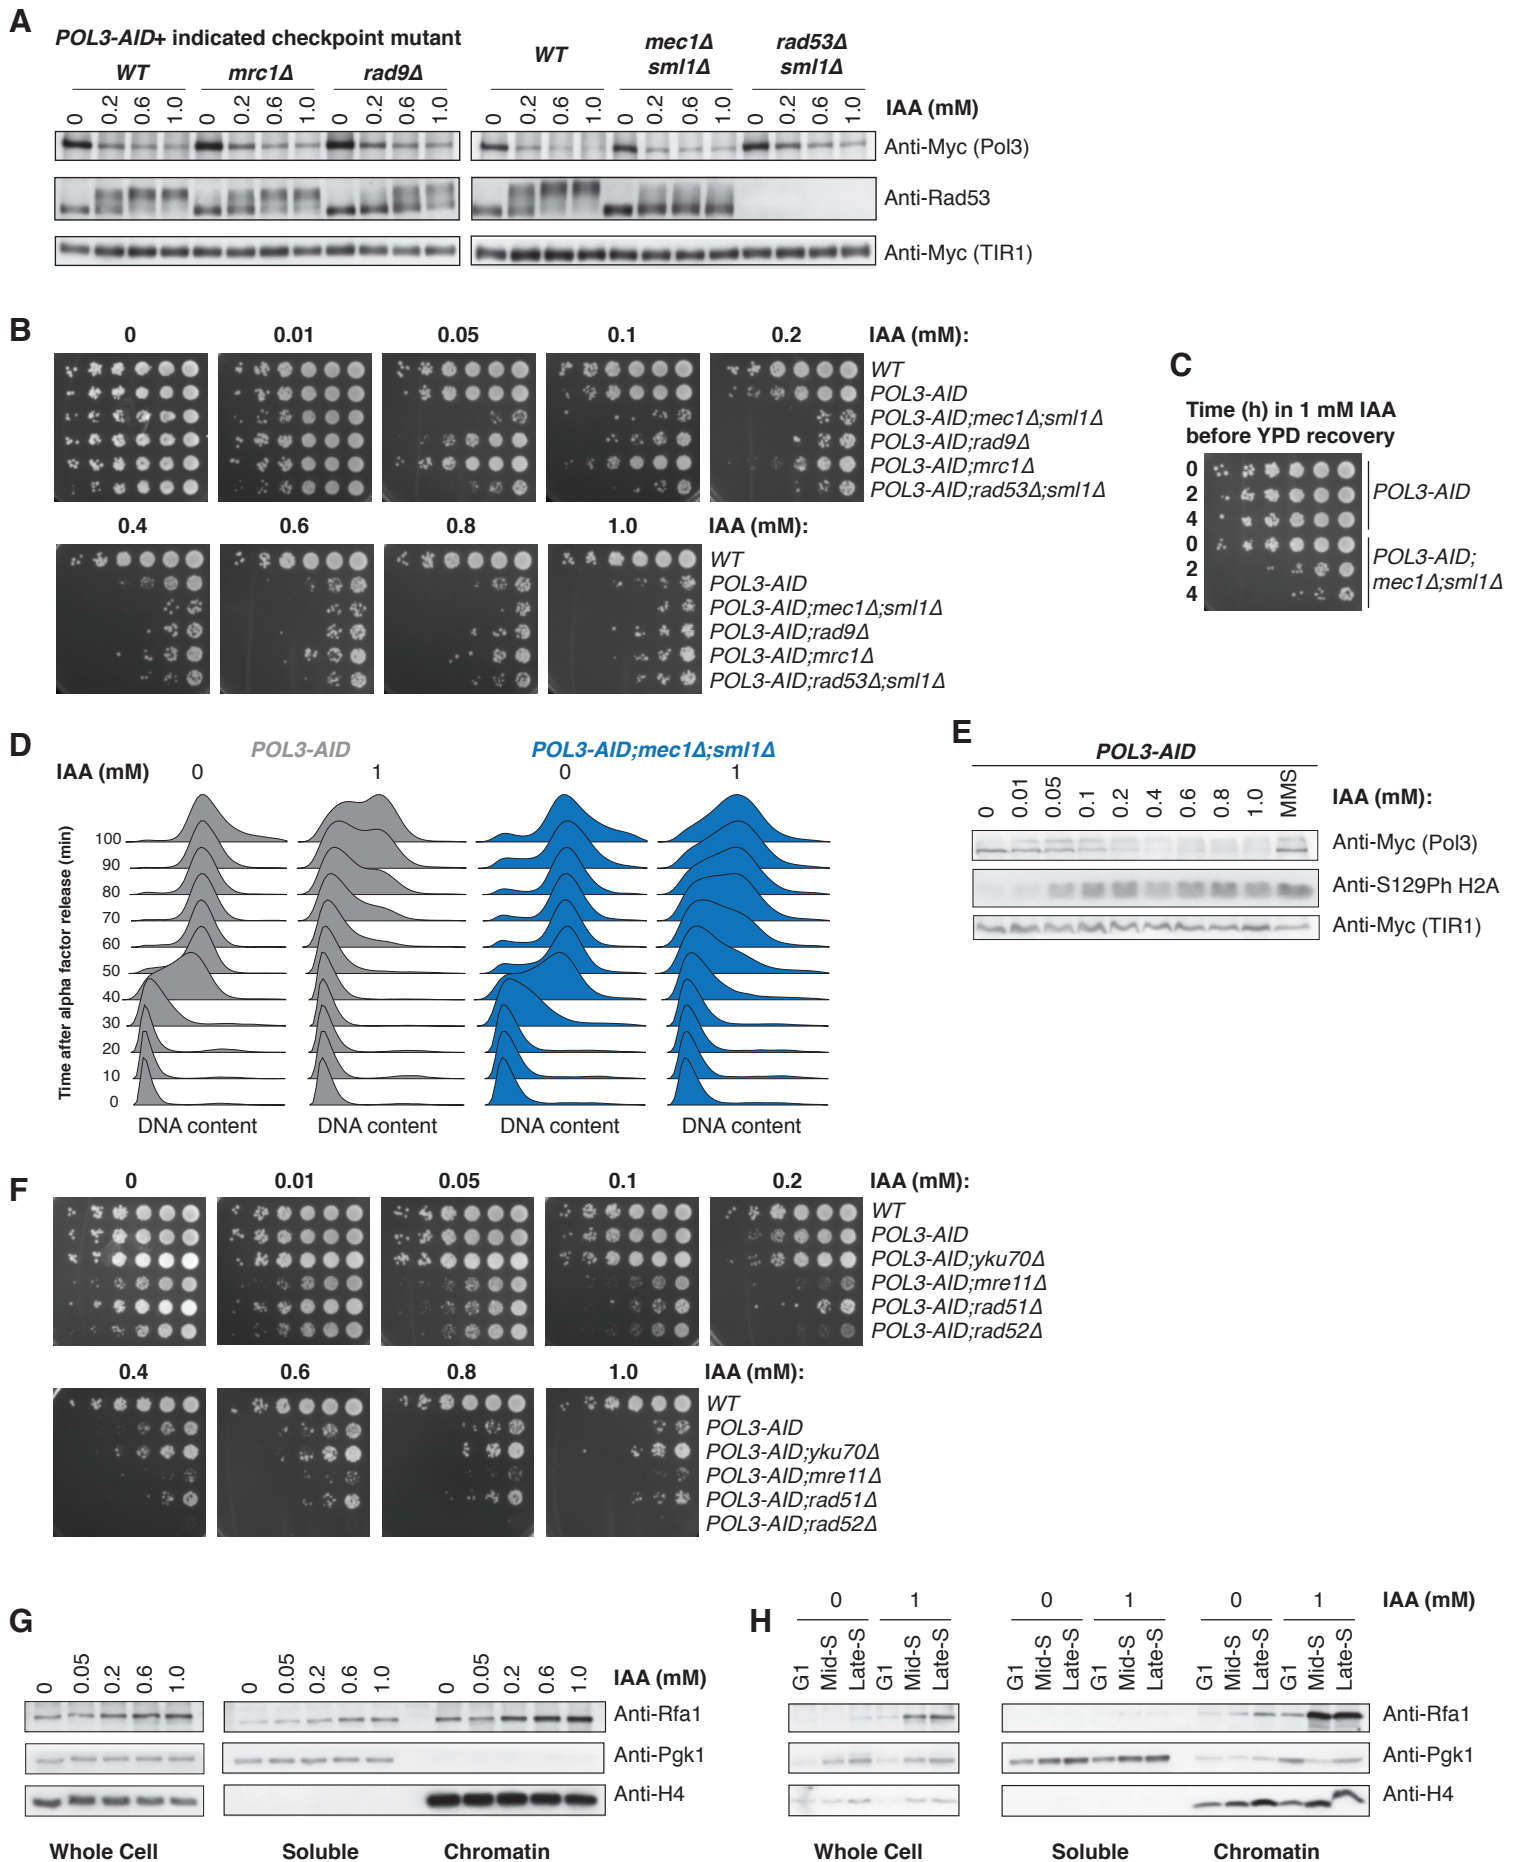 A
POL3-AID+ indicated checkpoint mutant
WT mrc1Δ rad9Δ WT mec1Δ sml1Δ rad53Δ sml1Δ
0 0.2 0.6 1.0 0 0.2 0.6 1.0 0 0.2 0.6 1.0 0 0.2 0.6 1.0 0 0.2 0.6 1.0 0 0.2 0.6 1.0 IAA (mM)
Anti-Myc (Pol3)
Anti-Rad53
Anti-Myc (TIR1)
B
0 0.01 0.05 0.1 0.2 IAA (mM):
WT
POL3-AID
POL3-AID;mec1Δ;sml1Δ
POL3-AID;rad9Δ
POL3-AID;mrc1Δ
POL3-AID;rad53Δ;sml1Δ
0.4 0.6 0.8 1.0 IAA (mM):
WT
POL3-AID
POL3-AID;mec1Δ;sml1Δ
POL3-AID;rad9Δ
POL3-AID;mrc1Δ
POL3-AID;rad53Δ;sml1Δ
C
Time (h) in 1 mM IAA
before YPD recovery
0
2 POL3-AID
4
0 POL3-AID;
2 mec1Δ;sml1Δ
4
D
POL3-AID POL3-AID;mec1Δ;sml1Δ
IAA (mM) 0 1 0 1
Time after alpha factor release (min)
100
90
80
70
60
50
40
30
20
10
0
DNA content DNA content DNA content DNA content
E
POL3-AID
0 0.01 0.05 0.1 0.2 0.4 0.6 0.8 1.0 MMS IAA (mM):
Anti-Myc (Pol3)
Anti-S129Ph H2A
Anti-Myc (TIR1)
F
0 0.01 0.05 0.1 0.2 IAA (mM):
WT
POL3-AID
POL3-AID;yku70Δ
POL3-AID;mre11Δ
POL3-AID;rad51Δ
POL3-AID;rad52Δ
0.4 0.6 0.8 1.0 IAA (mM):
WT
POL3-AID
POL3-AID;yku70Δ
POL3-AID;mre11Δ
POL3-AID;rad51Δ
POL3-AID;rad52Δ
G
0 0.05 0.2 0.6 1.0 0 0.05 0.2 0.6 1.0 0 0.05 0.2 0.6 1.0 IAA (mM)
Anti-Rfa1
Anti-Pgk1
Anti-H4
Whole Cell Soluble Chromatin
H
0 1 0 1 0 1 IAA (mM)
G1 Mid-S Late-S G1 Mid-S Late-S G1 Mid-S Late-S G1 Mid-S Late-S G1 Mid-S Late-S G1 Mid-S Late-S
Anti-Rfa1
Anti-Pgk1
Anti-H4
Whole Cell Soluble Chromatin